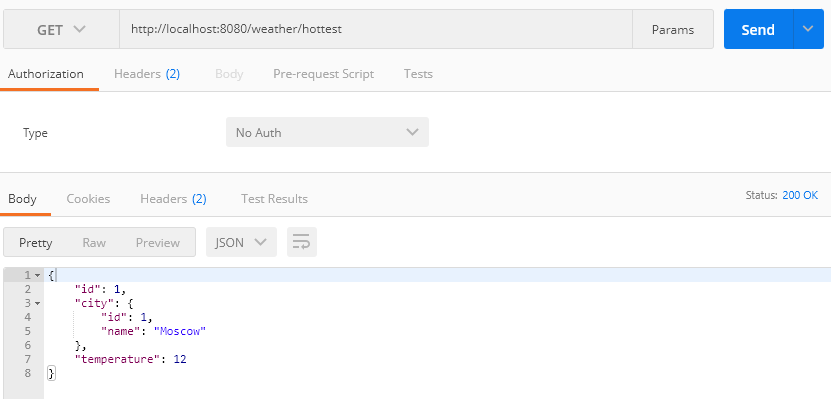 GET http://localhost:8080/weather/hottest Params Send
Authorization Headers (2) Body Pre-request Script Tests
Type No Auth
Body Cookies Headers (2) Test Results Status: 200 OK
Pretty Raw Preview JSON
1 {
2 "id": 1,
3 "city": {
4 "id": 1,
5 "name": "Moscow"
6 },
7 "temperature": 12
8 }